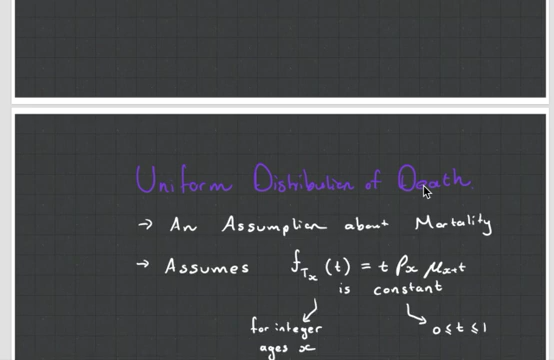 Uniform Distribution of Death.
→ An Assumption about Mortality
→ Assumes f_{T_x}(t) = t p_x μ_{x+t}
is constant
for integer
ages x
0 ≤ t ≤ 1